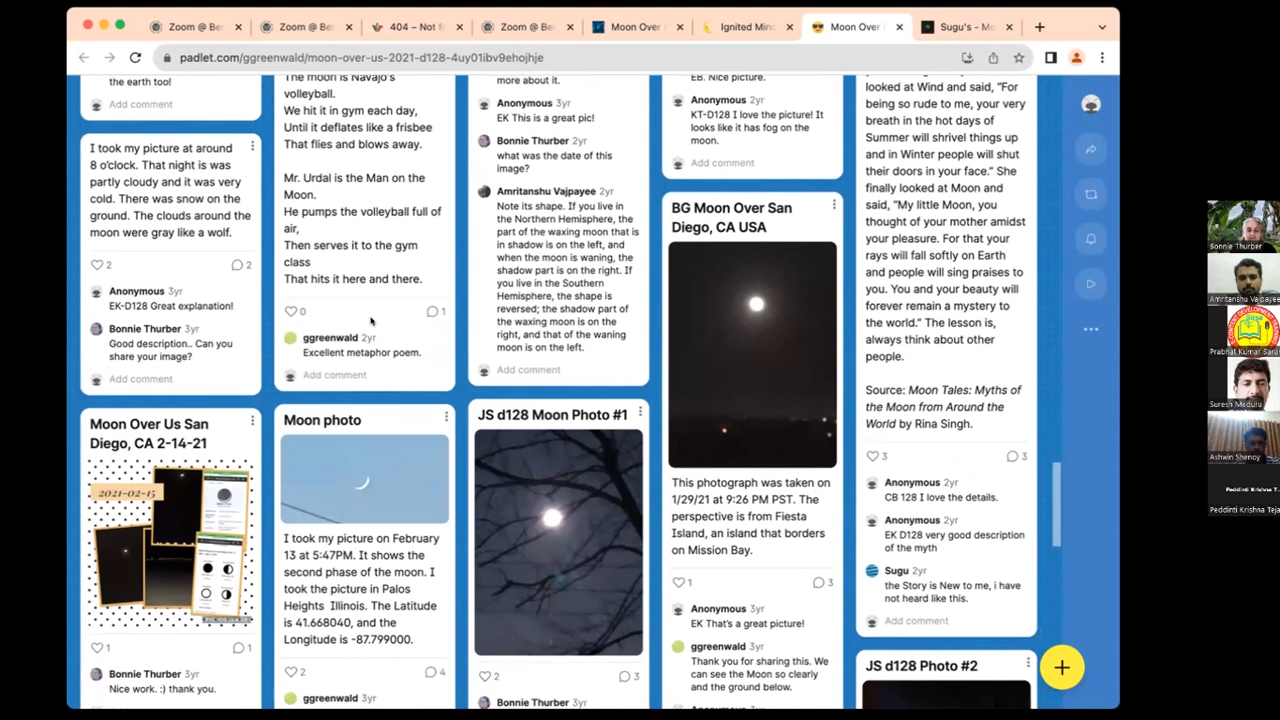 Zoom @ Be
Zoom @ Be
404 – Not f
Zoom @ Be
Moon Over
Ignited Mind
Moon Over
Sugu's - Mo
padlet.com/ggreenwald/moon-over-us-2021-d128-4uy01ibv9ehojhje
the earth too!
Add comment
I took my picture at around
8 o'clock. That night is was
partly cloudy and it was very
cold. There was snow on the
ground. The clouds around the
moon were gray like a wolf.
2
2
Anonymous 3yr
EK-D128 Great explanation!
Bonnie Thurber 3yr
Good description.. Can you
share your image?
Add comment
Moon Over Us San
Diego, CA 2-14-21
2021-02-15
1
1
Bonnie Thurber 3yr
Nice work. :) thank you.
The moon is Navajo's
volleyball.
We hit it in gym each day,
Until it deflates like a frisbee
That flies and blows away.
Mr. Urdal is the Man on the
Moon.
He pumps the volleyball full of
air,
Then serves it to the gym
class
That hits it here and there.
0
1
ggreenwald 2yr
Excellent metaphor poem.
Add comment
Moon photo
I took my picture on February
13 at 5:47PM. It shows the
second phase of the moon. I
took the picture in Palos
Heights Illinois. The Latitude
is 41.668040, and the
Longitude is -87.799000.
2
4
ggreenwald 3yr
more about it.
Anonymous 3yr
EK This is a great pic!
Bonnie Thurber 2yr
what was the date of this
image?
Amritanshu Vajpayee 2yr
Note its shape. If you live in
the Northern Hemisphere, the
part of the waxing moon that is
in shadow is on the left, and
when the moon is waning, the
shadow part is on the right. If
you live in the Southern
Hemisphere, the shape is
reversed; the shadow part of
the waxing moon is on the
right, and that of the waning
moon is on the left.
Add comment
JS d128 Moon Photo #1
2
3
Bonnie Thurber 3yr
EB. Nice picture.
Anonymous 2yr
KT-D128 I love the picture! It
looks like it has fog on the
moon.
Add comment
BG Moon Over San
Diego, CA USA
This photograph was taken on
1/29/21 at 9:26 PM PST. The
perspective is from Fiesta
Island, an island that borders
on Mission Bay.
1
3
Anonymous 3yr
EK That's a great picture!
ggreenwald 3yr
Thank you for sharing this. We
can see the Moon so clearly
and the ground below.
looked at Wind and said, "For
being so rude to me, your very
breath in the hot days of
Summer will shrivel things up
and in Winter people will shut
their doors in your face." She
finally looked at Moon and
said, "My little Moon, you
thought of your mother amidst
your pleasure. For that your
rays will fall softly on Earth
and people will sing praises to
you. You and your beauty will
forever remain a mystery to
the world." The lesson is,
always think about other
people.
Source: Moon Tales: Myths of
the Moon from Around the
World by Rina Singh.
3
3
Anonymous 2yr
CB 128 I love the details.
Anonymous 2yr
EK D128 very good description
of the myth
Sugu 2yr
the Story is New to me, i have
not heard like this.
Add comment
JS d128 Photo #2
Bonnie Thurber
Amritanshu Vajpayee
Prabhat Kumar Saras
Suresh Meduru
Ashwin Shenoy
Peddinti Krishna T
Peddinti Krishna Teja